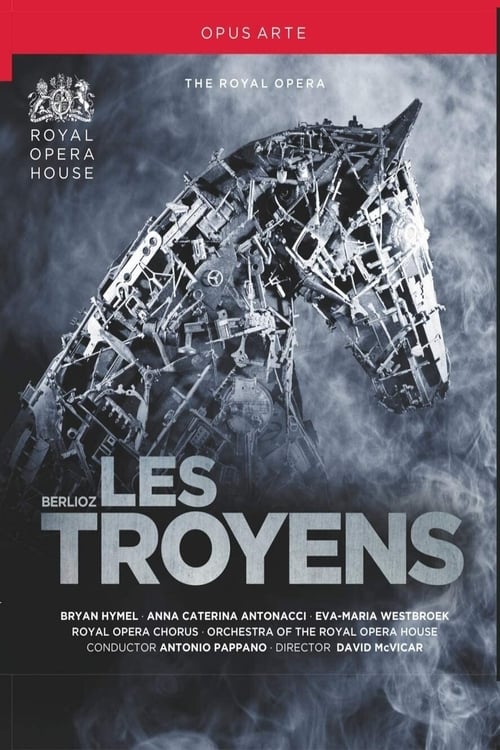 OPUS ARTE
THE ROYAL OPERA
ROYAL
OPERA
HOUSE
BERLIOZ LES
TROYENS
BRYAN HYMEL · ANNA CATERINA ANTONACCI · EVA-MARIA WESTBROEK
ROYAL OPERA CHORUS · ORCHESTRA OF THE ROYAL OPERA HOUSE
CONDUCTOR ANTONIO PAPPANO · DIRECTOR DAVID McVICAR